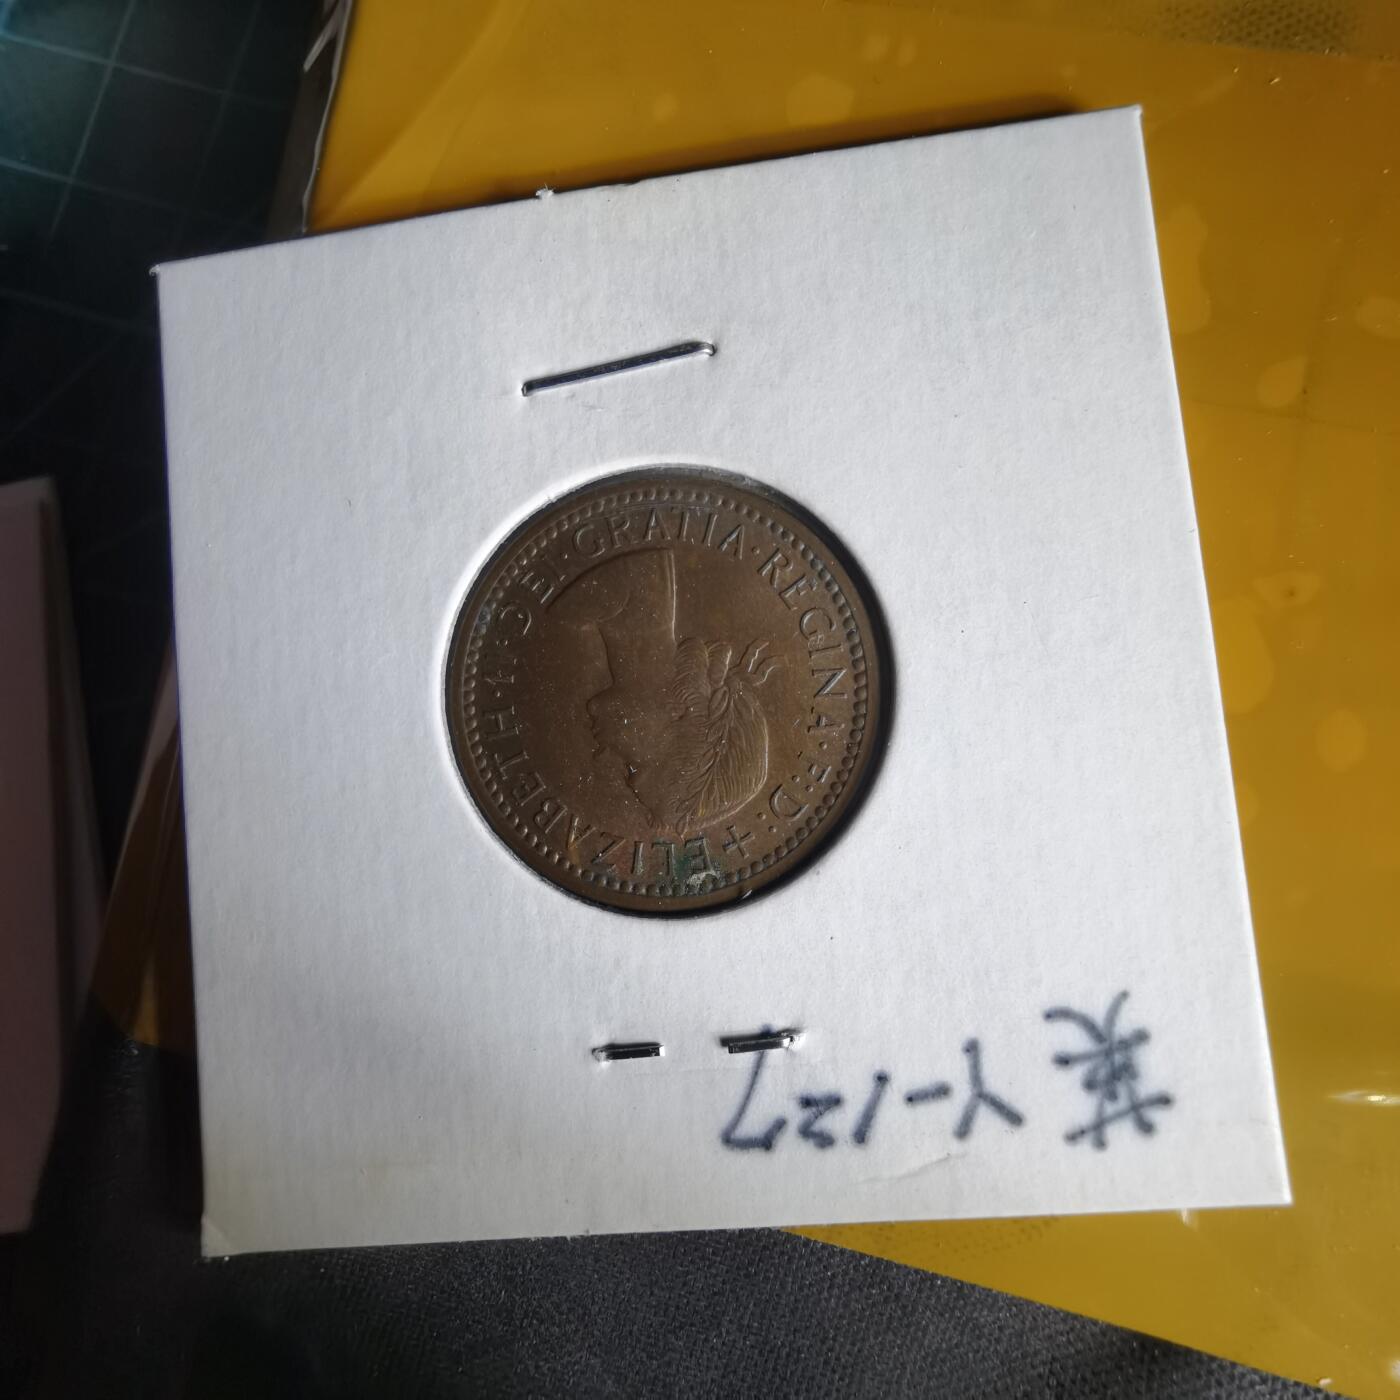 +ELIZABETH·II·DEI·GRATIA·REGINA·F:D:
英 Y-127